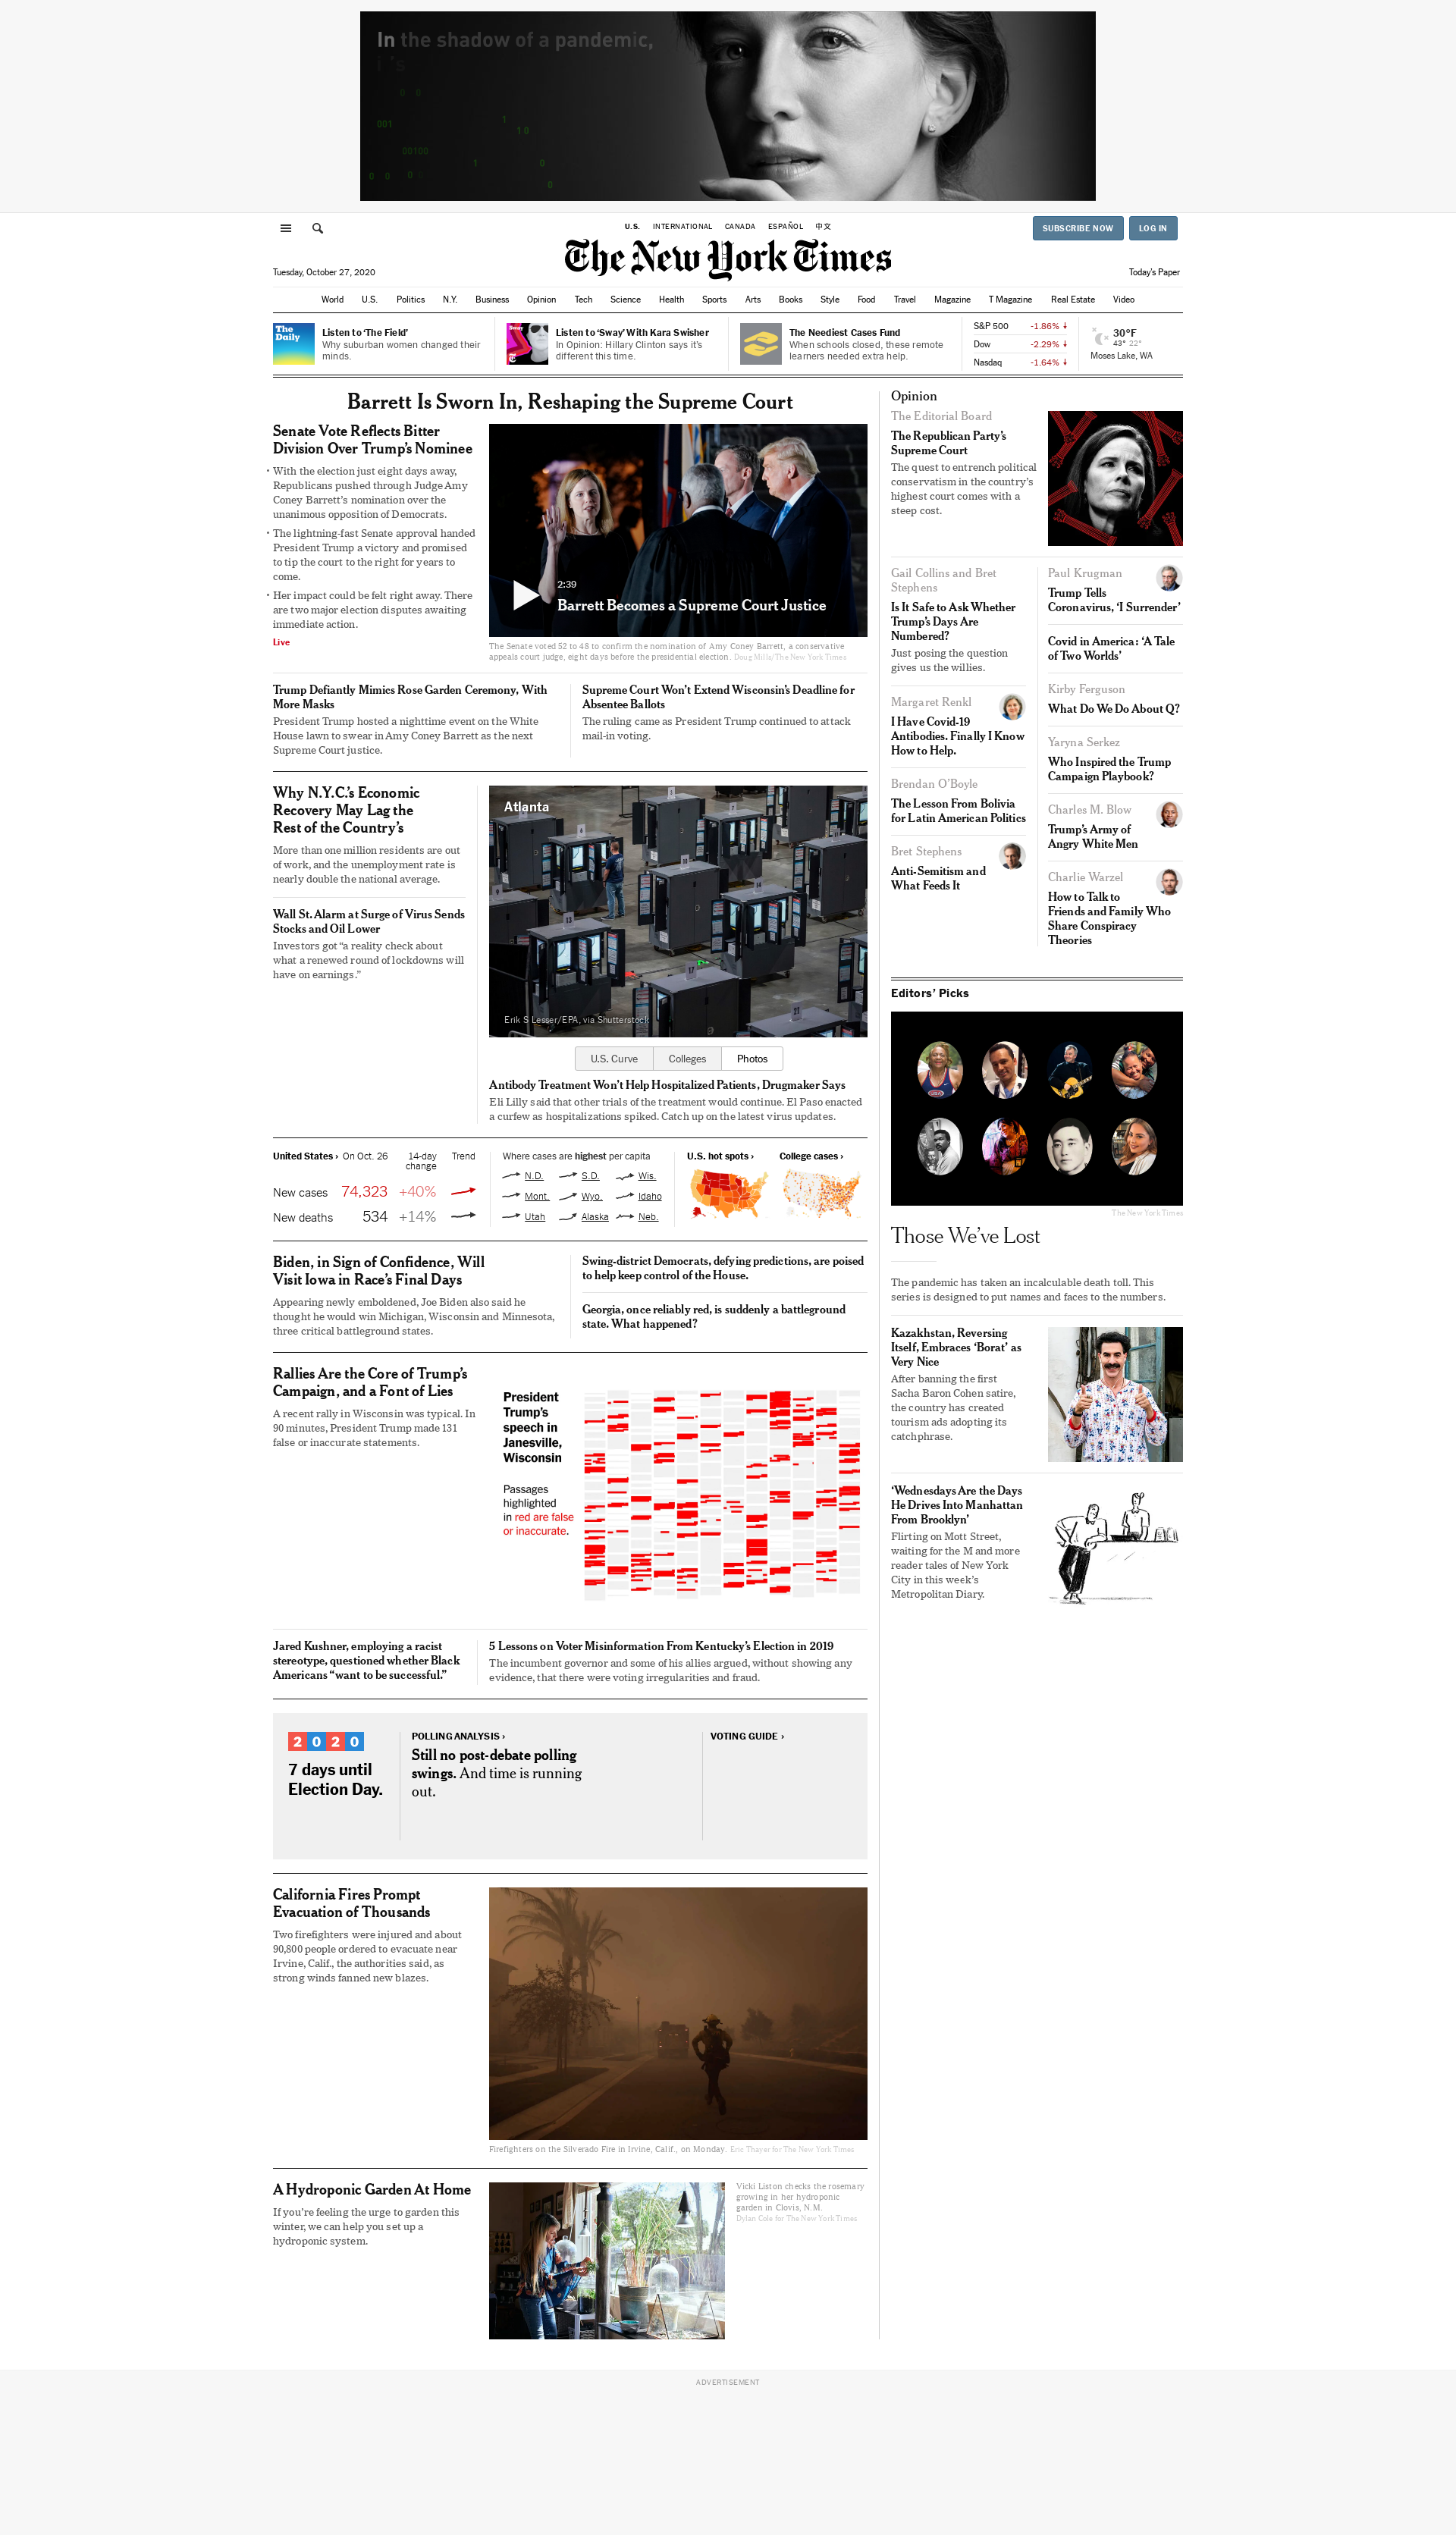 In the shadow of a pandemic,
U.S. INTERNATIONAL CANADA ESPAÑOL 中文
SUBSCRIBE NOW LOG IN
The New York Times
Tuesday, October 27, 2020
Today's Paper
World U.S. Politics N.Y. Business Opinion Tech Science Health Sports Arts Books Style Food Travel Magazine T Magazine Real Estate Video
The Daily
Listen to 'The Field'
Why suburban women changed their
minds.
Sway
Listen to 'Sway' With Kara Swisher
In Opinion: Hillary Clinton says it's
different this time.
The Neediest Cases Fund
When schools closed, these remote
learners needed extra help.
S&P 500 -1.86%
Dow -2.29%
Nasdaq -1.64%
30°F
43° 22°
Moses Lake, WA
Barrett Is Sworn In, Reshaping the Supreme Court
Senate Vote Reflects Bitter
Division Over Trump's Nominee
• With the election just eight days away,
Republicans pushed through Judge Amy
Coney Barrett's nomination over the
unanimous opposition of Democrats.
• The lightning-fast Senate approval handed
President Trump a victory and promised
to tip the court to the right for years to
come.
• Her impact could be felt right away. There
are two major election disputes awaiting
immediate action.
Live
2:39
Barrett Becomes a Supreme Court Justice
The Senate voted 52 to 48 to confirm the nomination of Amy Coney Barrett, a conservative
appeals court judge, eight days before the presidential election. Doug Mills/The New York Times
Trump Defiantly Mimics Rose Garden Ceremony, With
More Masks
President Trump hosted a nighttime event on the White
House lawn to swear in Amy Coney Barrett as the next
Supreme Court justice.
Supreme Court Won't Extend Wisconsin's Deadline for
Absentee Ballots
The ruling came as President Trump continued to attack
mail-in voting.
Why N.Y.C.'s Economic
Recovery May Lag the
Rest of the Country's
More than one million residents are out
of work, and the unemployment rate is
nearly double the national average.
Wall St. Alarm at Surge of Virus Sends
Stocks and Oil Lower
Investors got "a reality check about
what a renewed round of lockdowns will
have on earnings."
Atlanta
Erik S Lesser/EPA, via Shutterstock
U.S. Curve Colleges Photos
Antibody Treatment Won't Help Hospitalized Patients, Drugmaker Says
Eli Lilly said that other trials of the treatment would continue. El Paso enacted
a curfew as hospitalizations spiked. Catch up on the latest virus updates.
United States › On Oct. 26 14-day
change Trend
New cases 74,323 +40%
New deaths 534 +14%
Where cases are highest per capita
N.D. S.D. Wis.
Mont. Wyo. Idaho
Utah Alaska Neb.
U.S. hot spots ›
College cases ›
Biden, in Sign of Confidence, Will
Visit Iowa in Race's Final Days
Appearing newly emboldened, Joe Biden also said he
thought he would win Michigan, Wisconsin and Minnesota,
three critical battleground states.
Swing-district Democrats, defying predictions, are poised
to help keep control of the House.
Georgia, once reliably red, is suddenly a battleground
state. What happened?
Rallies Are the Core of Trump's
Campaign, and a Font of Lies
A recent rally in Wisconsin was typical. In
90 minutes, President Trump made 131
false or inaccurate statements.
President
Trump's
speech in
Janesville,
Wisconsin
Passages
highlighted
in red are false
or inaccurate.
Jared Kushner, employing a racist
stereotype, questioned whether Black
Americans "want to be successful."
5 Lessons on Voter Misinformation From Kentucky's Election in 2019
The incumbent governor and some of his allies argued, without showing any
evidence, that there were voting irregularities and fraud.
2020
7 days until
Election Day.
POLLING ANALYSIS ›
Still no post-debate polling
swings. And time is running
out.
VOTING GUIDE ›
California Fires Prompt
Evacuation of Thousands
Two firefighters were injured and about
90,800 people ordered to evacuate near
Irvine, Calif., the authorities said, as
strong winds fanned new blazes.
Firefighters on the Silverado Fire in Irvine, Calif., on Monday. Eric Thayer for The New York Times
A Hydroponic Garden At Home
If you're feeling the urge to garden this
winter, we can help you set up a
hydroponic system.
Vicki Liston checks the rosemary
growing in her hydroponic
garden in Clovis, N.M.
Dylan Cole for The New York Times
Opinion
The Editorial Board
The Republican Party's
Supreme Court
The quest to entrench political
conservatism in the country's
highest court comes with a
steep cost.
Gail Collins and Bret
Stephens
Is It Safe to Ask Whether
Trump's Days Are
Numbered?
Just posing the question
gives us the willies.
Margaret Renkl
I Have Covid-19
Antibodies. Finally I Know
How to Help.
Brendan O'Boyle
The Lesson From Bolivia
for Latin American Politics
Bret Stephens
Anti-Semitism and
What Feeds It
Paul Krugman
Trump Tells
Coronavirus, 'I Surrender'
Covid in America: 'A Tale
of Two Worlds'
Kirby Ferguson
What Do We Do About Q?
Yaryna Serkez
Who Inspired the Trump
Campaign Playbook?
Charles M. Blow
Trump's Army of
Angry White Men
Charlie Warzel
How to Talk to
Friends and Family Who
Share Conspiracy
Theories
Editors' Picks
The New York Times
Those We've Lost
The pandemic has taken an incalculable death toll. This
series is designed to put names and faces to the numbers.
Kazakhstan, Reversing
Itself, Embraces 'Borat' as
Very Nice
After banning the first
Sacha Baron Cohen satire,
the country has created
tourism ads adopting its
catchphrase.
'Wednesdays Are the Days
He Drives Into Manhattan
From Brooklyn'
Flirting on Mott Street,
waiting for the M and more
reader tales of New York
City in this week's
Metropolitan Diary.
ADVERTISEMENT